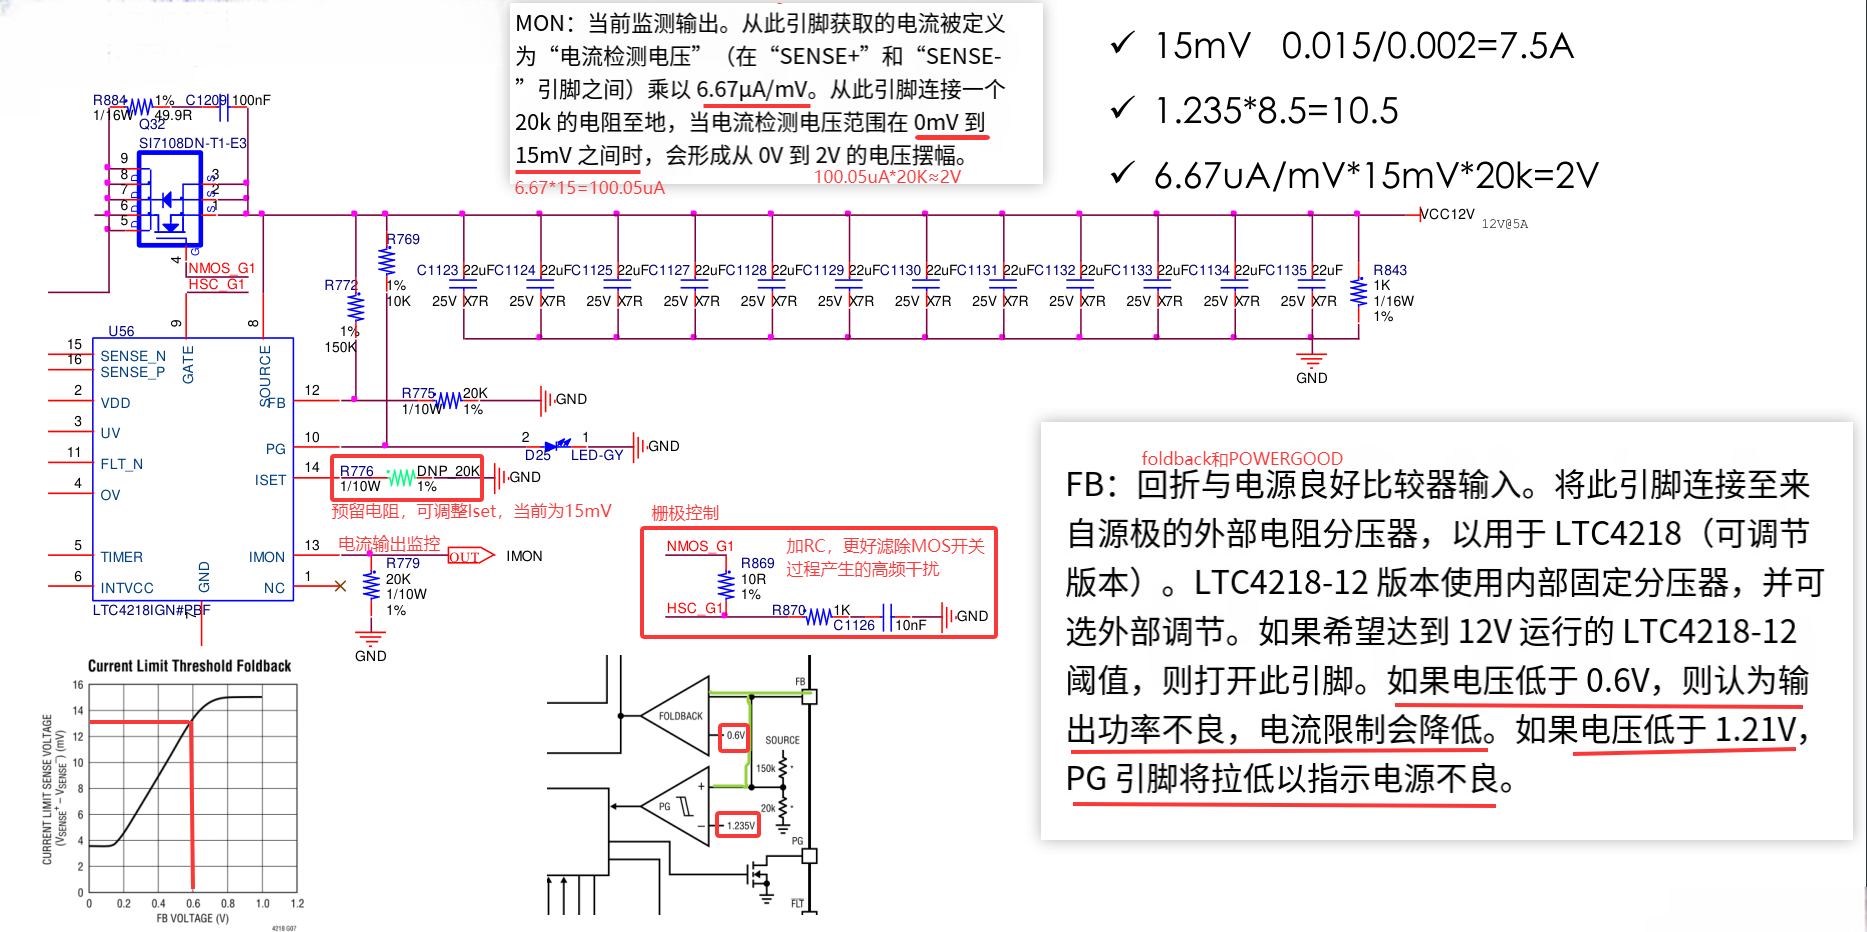 MON：当前监测输出。从此引脚获取的电流被定义
为“电流检测电压”（在“SENSE+”和“SENSE-
”引脚之间）乘以 6.67μA/mV。从此引脚连接一个
20k 的电阻至地，当电流检测电压范围在 0mV 到
15mV 之间时，会形成从 0V 到 2V 的电压摆幅。
6.67*15=100.05uA
100.05uA*20K≈2V
✓ 15mV 0.015/0.002=7.5A
✓ 1.235*8.5=10.5
✓ 6.67uA/mV*15mV*20k=2V
R884 1% C1209 100nF
1/16W 49.9R
Q32
SI7108DN-T1-E3
9
8 D
7 D
6 D
5 D
3 S
2 S
1 S
4 G
NMOS_G1
HSC_G1
VCC12V
12V@5A
R769
1%
10K
R772
1%
150K
C1123 22uF C1124 22uF C1125 22uF C1127 22uF C1128 22uF C1129 22uF C1130 22uF C1131 22uF C1132 22uF C1133 22uF C1134 22uF C1135 22uF
25V X7R 25V X7R 25V X7R 25V X7R 25V X7R 25V X7R 25V X7R 25V X7R 25V X7R 25V X7R 25V X7R 25V X7R
R843
1K
1/16W
1%
GND
U56
9
8
GATE
SOURCE
15 SENSE_N
16 SENSE_P
2 VDD
3 UV
11 FLT_N
4 OV
5 TIMER
6 INTVCC
FB 12
PG 10
ISET 14
IMON 13
NC 1
GND
7
LTC4218IGN#PBF
R775 20K
1/10W 1%
GND
2 1
D25 LED-GY
GND
R776 DNP_20K
1/10W 1%
GND
预留电阻，可调整Iset，当前为15mV
电流输出监控
OUT IMON
R779
20K
1/10W
1%
GND
栅极控制
NMOS_G1
加RC，更好滤除MOS开关
过程产生的高频干扰
R869
10R
1%
HSC_G1
R870 1K
C1126 10nF
GND
Current Limit Threshold Foldback
CURRENT LIMIT SENSE VOLTAGE
(VSENSE+ – VSENSE–) (mV)
16
14
12
10
8
6
4
2
0
0 0.2 0.4 0.6 0.8 1.0 1.2
FB VOLTAGE (V)
4218 G07
FB
FOLDBACK
0.6V
SOURCE
150k
20k
PG
+
–
1.235V
PG
FLT
foldback和POWERGOOD
FB：回折与电源良好比较器输入。将此引脚连接至来
自源极的外部电阻分压器，以用于 LTC4218（可调节
版本）。LTC4218-12 版本使用内部固定分压器，并可
选外部调节。如果希望达到 12V 运行的 LTC4218-12
阈值，则打开此引脚。如果电压低于 0.6V，则认为输
出功率不良，电流限制会降低。如果电压低于 1.21V，
PG 引脚将拉低以指示电源不良。